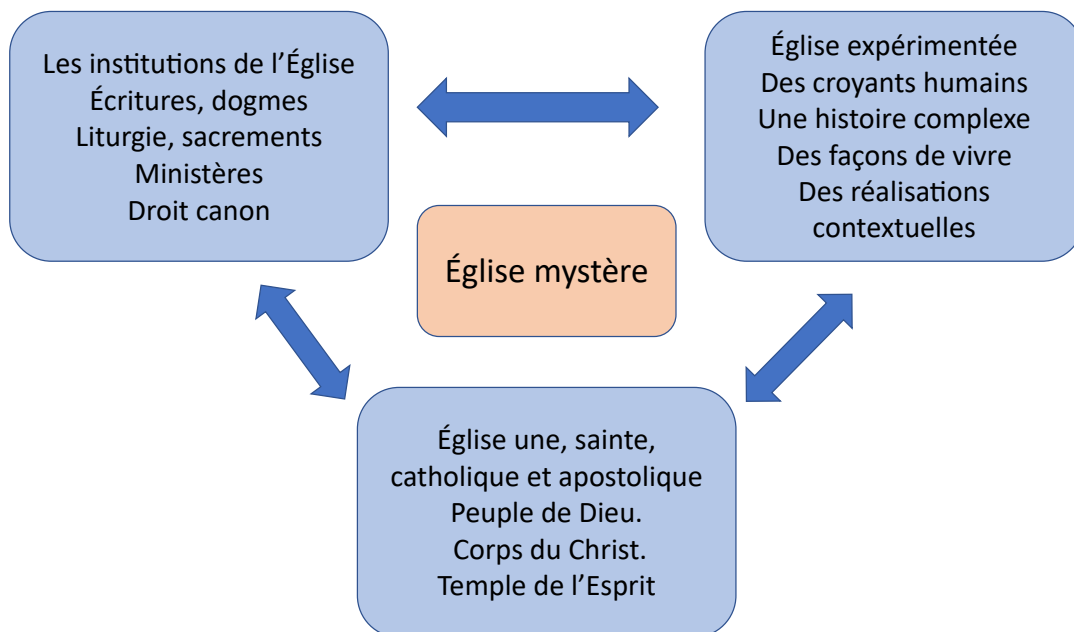 Les institutions de l’Église
Écritures, dogmes
Liturgie, sacrements
Ministères
Droit canon
Église expérimentée
Des croyants humains
Une histoire complexe
Des façons de vivre
Des réalisations
contextuelles
Église mystère
Église une, sainte,
catholique et apostolique
Peuple de Dieu.
Corps du Christ.
Temple de l’Esprit